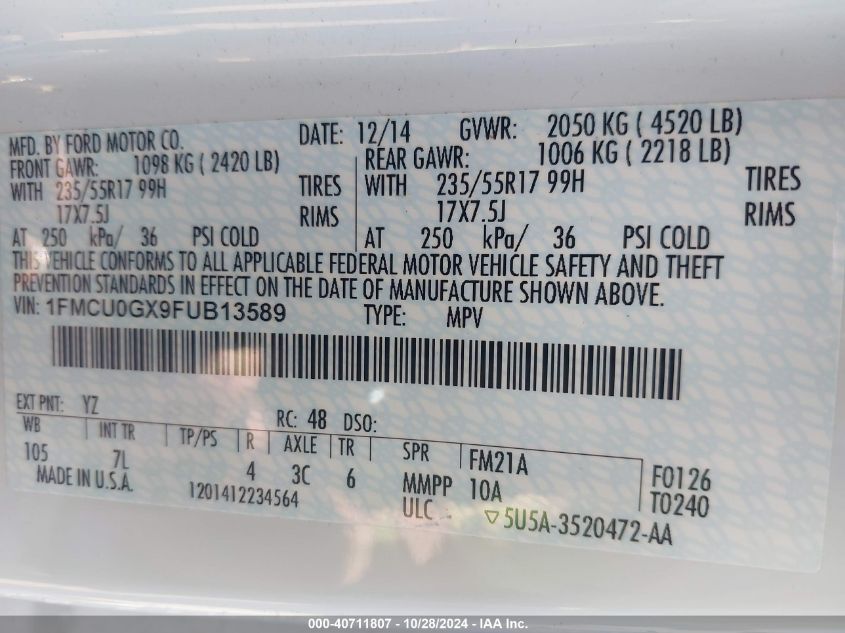 MFD. BY FORD MOTOR CO. DATE: 12/14 GVWR: 2050 KG ( 4520 LB)
FRONT GAWR: 1098 KG ( 2420 LB) REAR GAWR: 1006 KG ( 2218 LB)
WITH 235/55R17 99H TIRES WITH 235/55R17 99H TIRES
17X7.5J RIMS 17X7.5J RIMS
AT 250 kPa/ 36 PSI COLD AT 250 kPa/ 36 PSI COLD
THIS VEHICLE CONFORMS TO ALL APPLICABLE FEDERAL MOTOR VEHICLE SAFETY AND THEFT
PREVENTION STANDARDS IN EFFECT ON THE DATE OF MANUFACTURE SHOWN ABOVE.
VIN: 1FMCU0GX9FUB13589 TYPE: MPV
EXT PNT: YZ RC: 48 DSO:
WB INT TR TP/PS R AXLE TR SPR FM21A
105 7L 4 3C 6 MMPP 10A F0126
MADE IN U.S.A. 1201412234564 ULC ▽5U5A-3520472-AA T0240
000-40711807 - 10/28/2024 - IAA Inc.